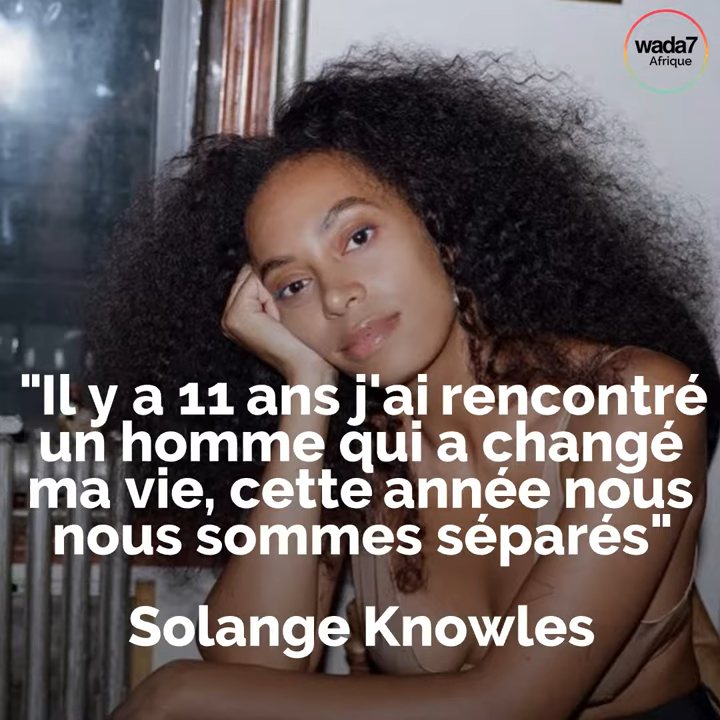 wada7
Afrique
"Il y a 11 ans j'ai rencontré
un homme qui a changé
ma vie, cette année nous
nous sommes séparés"
Solange Knowles